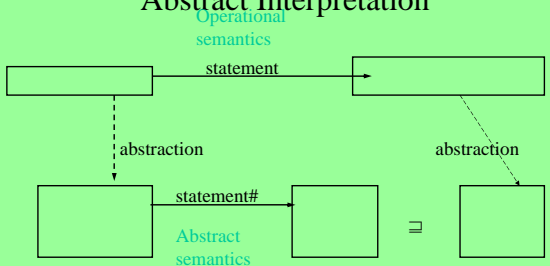 Abstract Interpretation
Operational
semantics
statement
abstraction
abstraction
statement#
⊒
Abstract
semantics